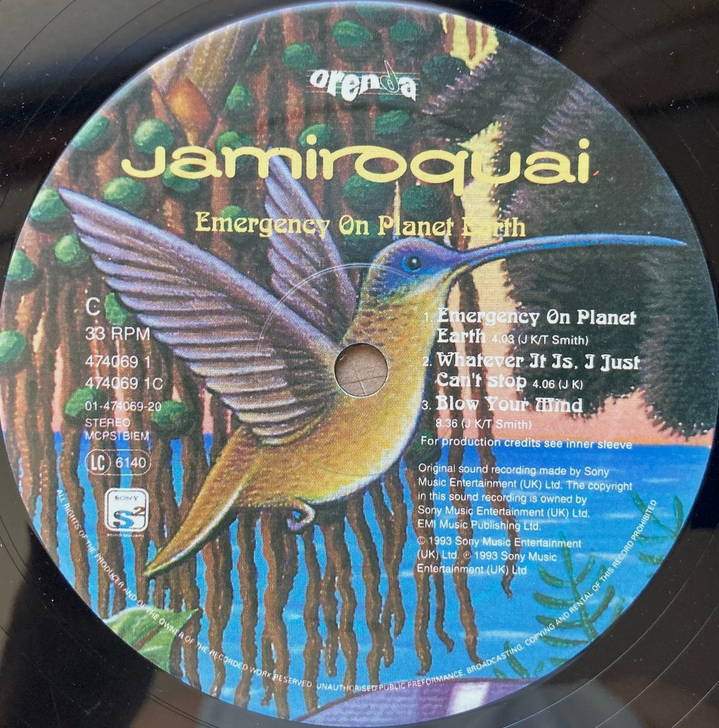 orenda
Jamiroquai
Emergency On Planet Earth
C
33 RPM
474069 1
474069 1C
01-474069-20
STEREO
MCPS\BIEM
LC 6140
SONY
S2
1. Emergency On Planet
Earth 4.03 (J K/T Smith)
2. Whatever It Is, I Just
Can't stop 4.06 (J K)
3. Blow Your Mind
8.36 (J K/T Smith)
For production credits see inner sleeve
Original sound recording made by Sony
Music Entertainment (UK) Ltd. The copyright
in this sound recording is owned by
Sony Music Entertainment (UK) Ltd.
EMI Music Publishing Ltd.
© 1993 Sony Music Entertainment
(UK) Ltd. ℗ 1993 Sony Music
Entertainment (UK) Ltd
ALL RIGHTS OF THE PRODUCER AND OF THE OWNER OF THE RECORDED WORK RESERVED. UNAUTHORISED PUBLIC PREFORMANCE, BROADCASTING, COPYING AND RENTAL OF THIS RECORD PROHIBITED